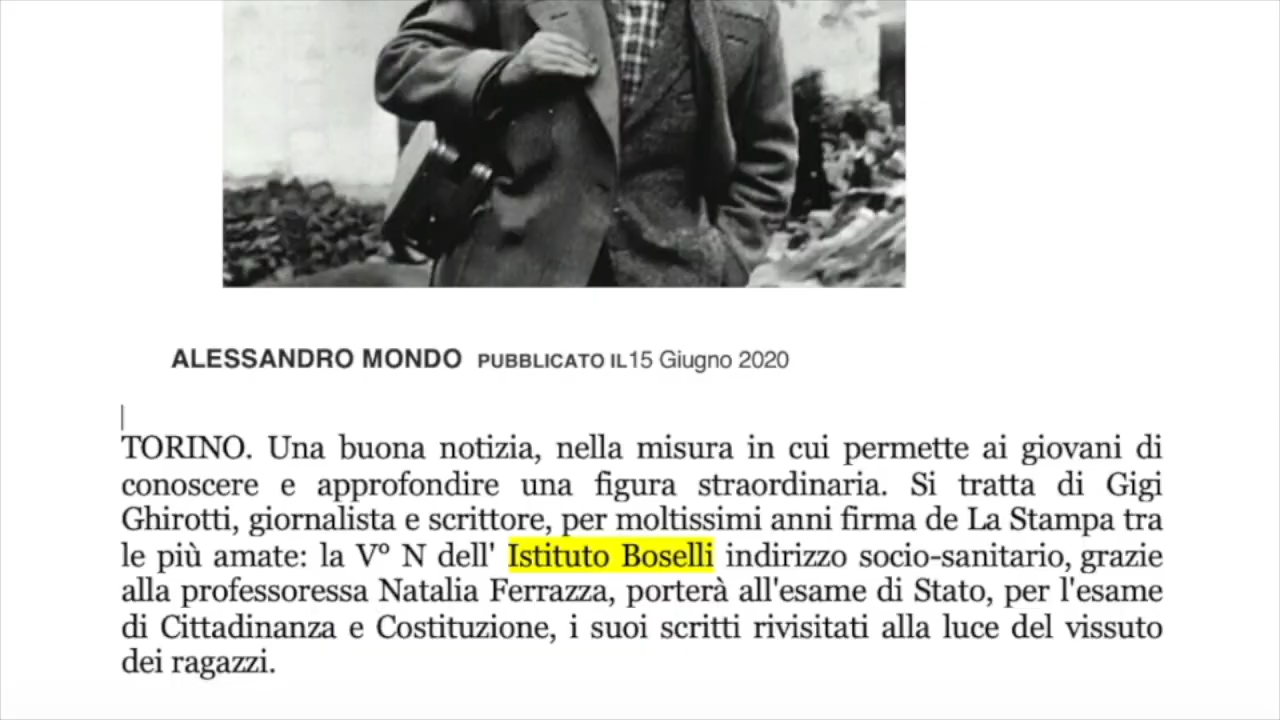 ALESSANDRO MONDO PUBBLICATO IL15 Giugno 2020
TORINO. Una buona notizia, nella misura in cui permette ai giovani di
conoscere e approfondire una figura straordinaria. Si tratta di Gigi
Ghirotti, giornalista e scrittore, per moltissimi anni firma de La Stampa tra
le più amate: la V° N dell' Istituto Boselli indirizzo socio-sanitario, grazie
alla professoressa Natalia Ferrazza, porterà all'esame di Stato, per l'esame
di Cittadinanza e Costituzione, i suoi scritti rivisitati alla luce del vissuto
dei ragazzi.